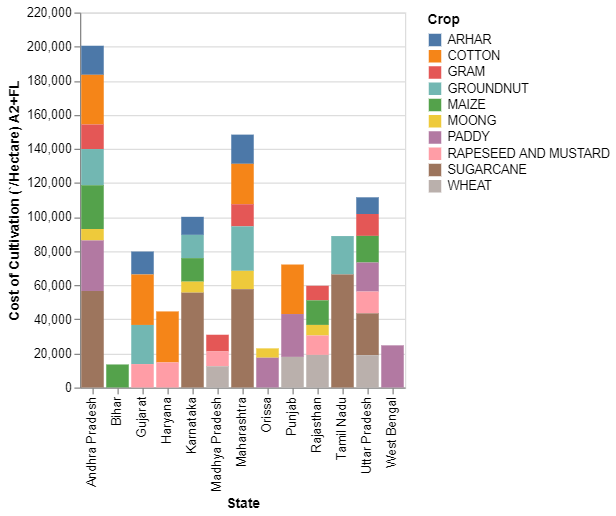 220,000
200,000
180,000
160,000
140,000
120,000
100,000
80,000
60,000
40,000
20,000
0
Cost of Cultivation (`/Hectare) A2+FL
Andhra Pradesh
Bihar
Gujarat
Haryana
Karnataka
Madhya Pradesh
Maharashtra
Orissa
Punjab
Rajasthan
Tamil Nadu
Uttar Pradesh
West Bengal
State
Crop
ARHAR
COTTON
GRAM
GROUNDNUT
MAIZE
MOONG
PADDY
RAPESEED AND MUSTARD
SUGARCANE
WHEAT